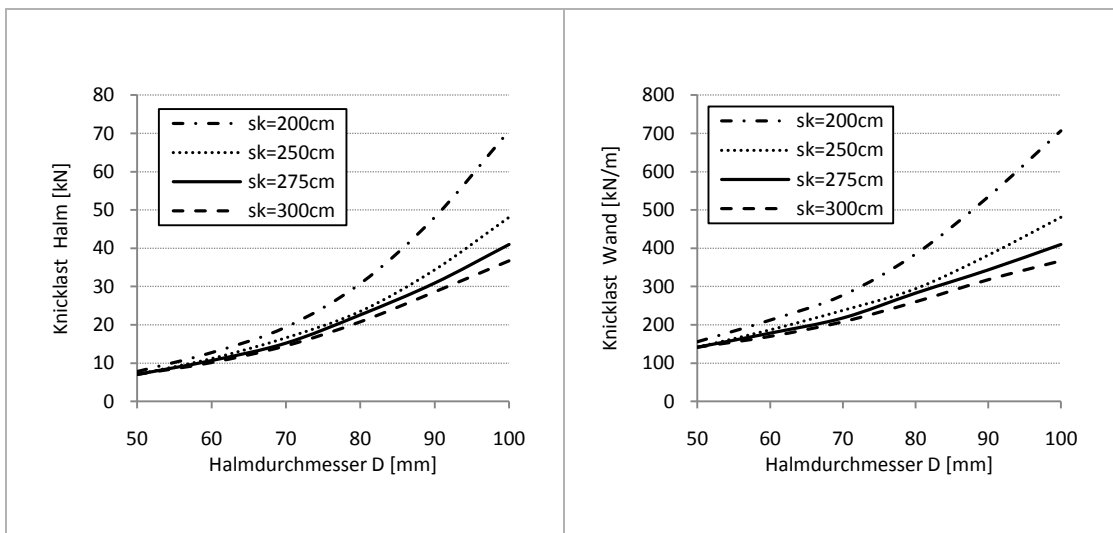 Knicklast Halm [kN]
80
70
60
50
40
30
20
10
0
sk=200cm
sk=250cm
sk=275cm
sk=300cm
50 60 70 80 90 100
Halmdurchmesser D [mm]
Knicklast Wand [kN/m]
800
700
600
500
400
300
200
100
0
sk=200cm
sk=250cm
sk=275cm
sk=300cm
50 60 70 80 90 100
Halmdurchmesser D [mm]